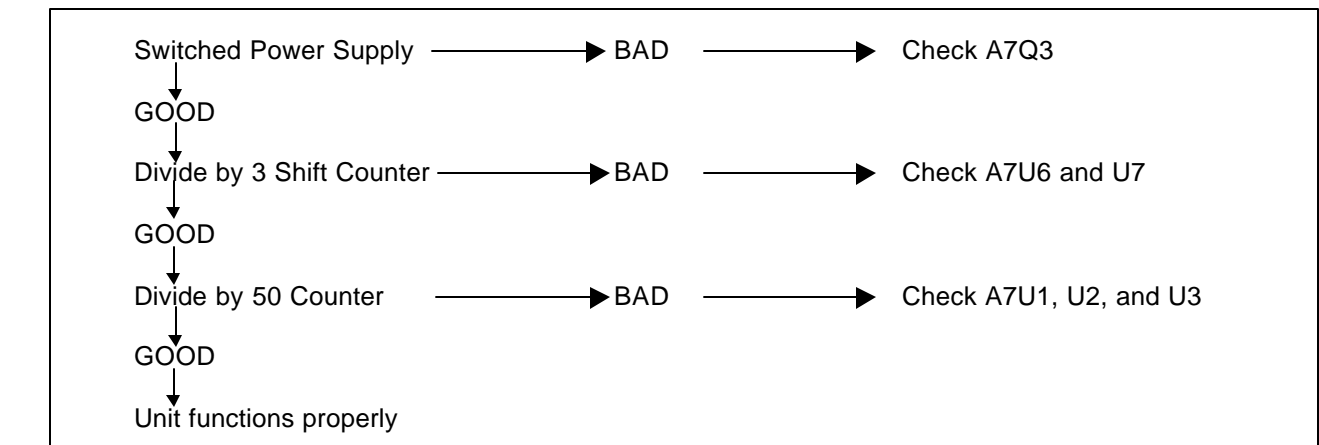 Switched Power Supply BAD Check A7Q3
GOOD
Divide by 3 Shift Counter BAD Check A7U6 and U7
GOOD
Divide by 50 Counter BAD Check A7U1, U2, and U3
GOOD
Unit functions properly